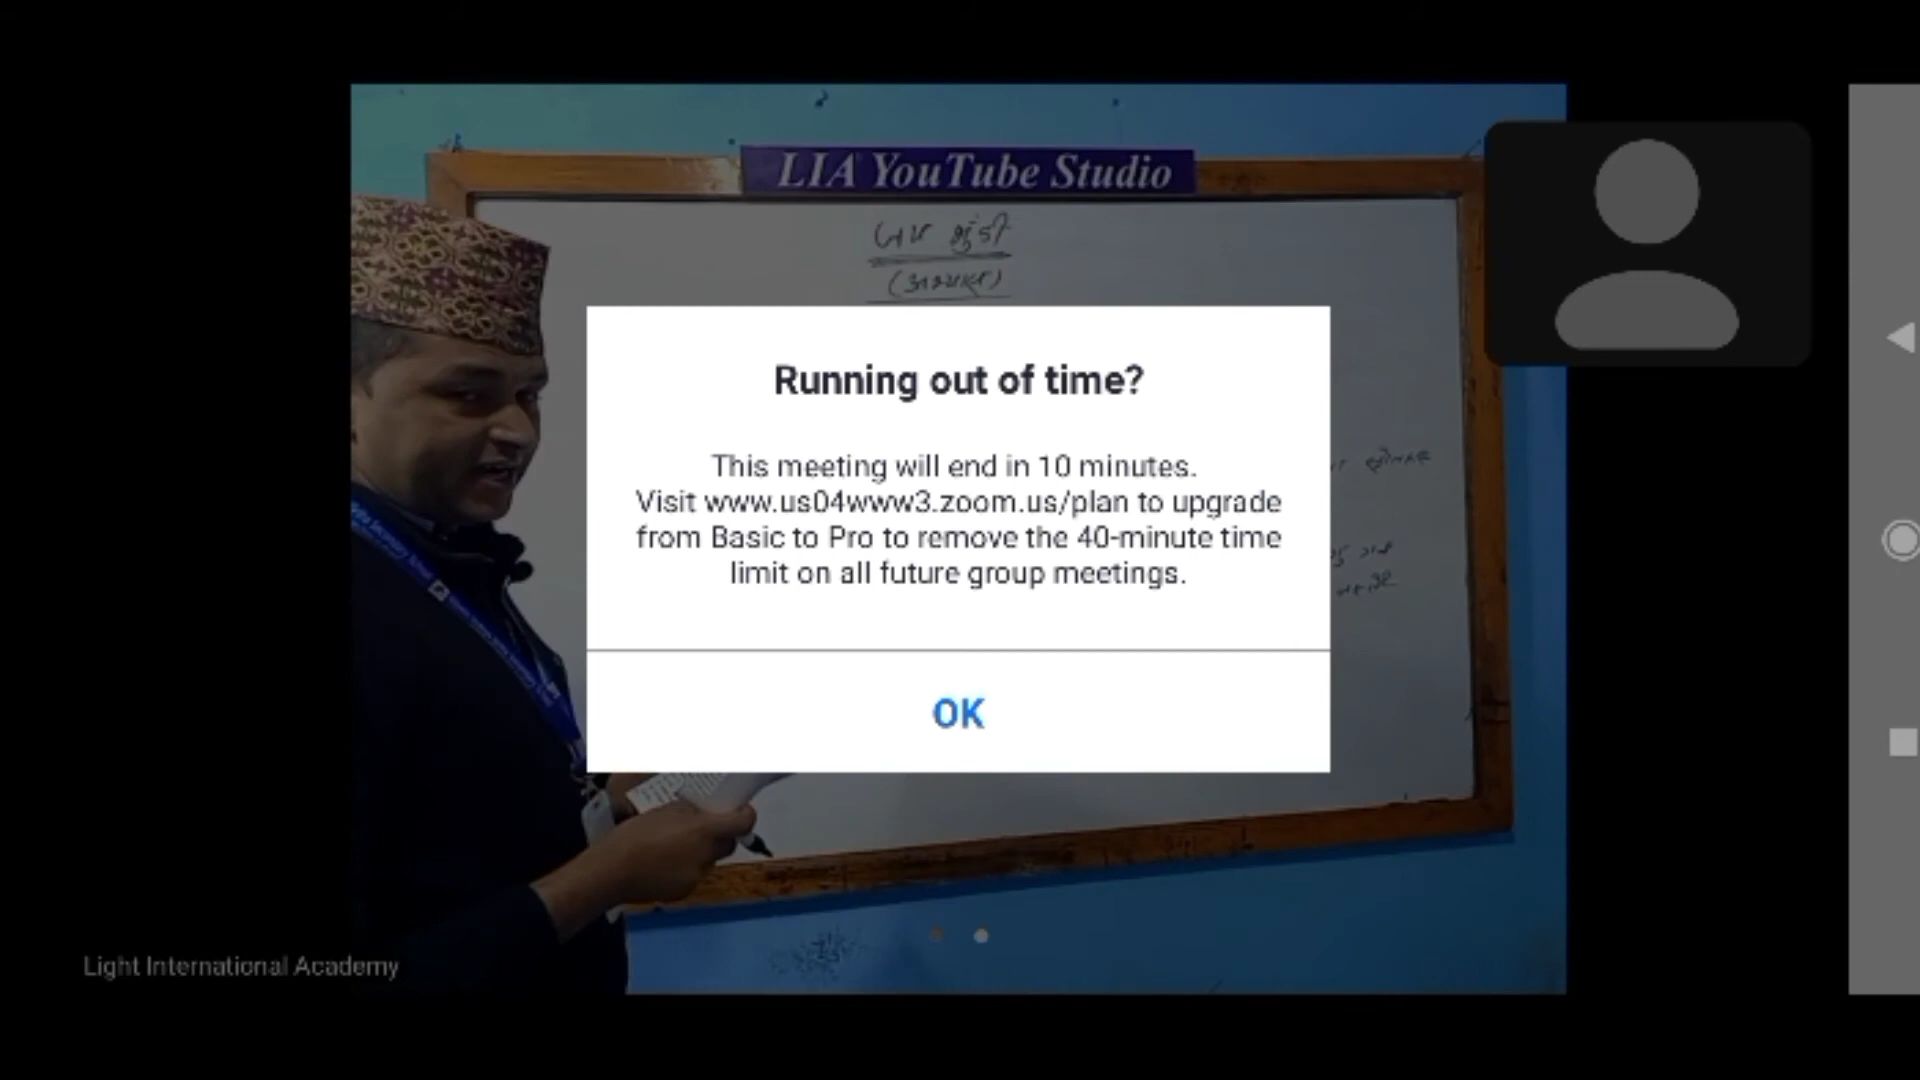 LIA YouTube Studio
Running out of time?
This meeting will end in 10 minutes.
Visit www.us04www3.zoom.us/plan to upgrade
from Basic to Pro to remove the 40-minute time
limit on all future group meetings.
OK
Light International Academy